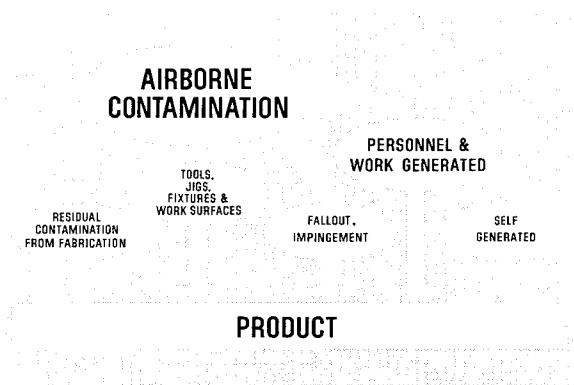 AIRBORNE
CONTAMINATION
PERSONNEL &
WORK GENERATED
TOOLS,
JIGS,
FIXTURES &
WORK SURFACES
RESIDUAL
CONTAMINATION
FROM FABRICATION
FALLOUT,
IMPINGEMENT
SELF
GENERATED
PRODUCT